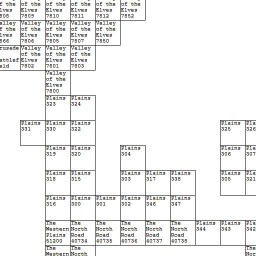 of the of the of the of the of the of the
Elves Elves Elves Elves Elves Elves
7808 7809 7810 7811 7812 7852
Valley Valley Valley Valley Valley
of the of the of the of the of the
Elves Elves Elves Elves Elves
7806 7805 7807 7850
Valley Valley Valley
of the of the of the
Elves Elves Elves
7802 7801 7803
Valley
of the
Elves
7800
Plains Plains
323 324
Plains Plains Plains Plains Plains
331 330 322 325 326
Plains Plains Plains Plains Plains
319 320 304 306 307
Plains Plains Plains Plains Plains Plains Plains
318 315 303 317 338 305 321
Plains Plains Plains Plains Plains Plains
316 300 301 302 346 347
The The The The The The Plains Plains Plains
Western North North North North North 344 343 342
Plains Road Road Road Road Road
51200 40734 40735 40736 40737 40738
The The The
Western North North